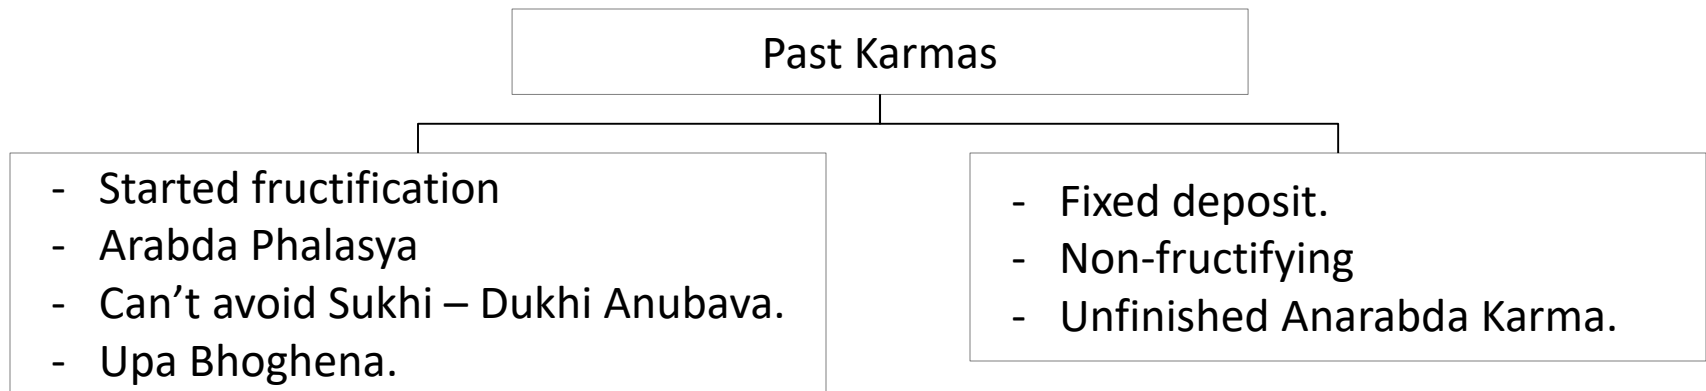 Past Karmas
- Started fructification
- Arabda Phalasya
- Can’t avoid Sukhi – Dukhi Anubava.
- Upa Bhoghena.
- Fixed deposit.
- Non-fructifying
- Unfinished Anarabda Karma.